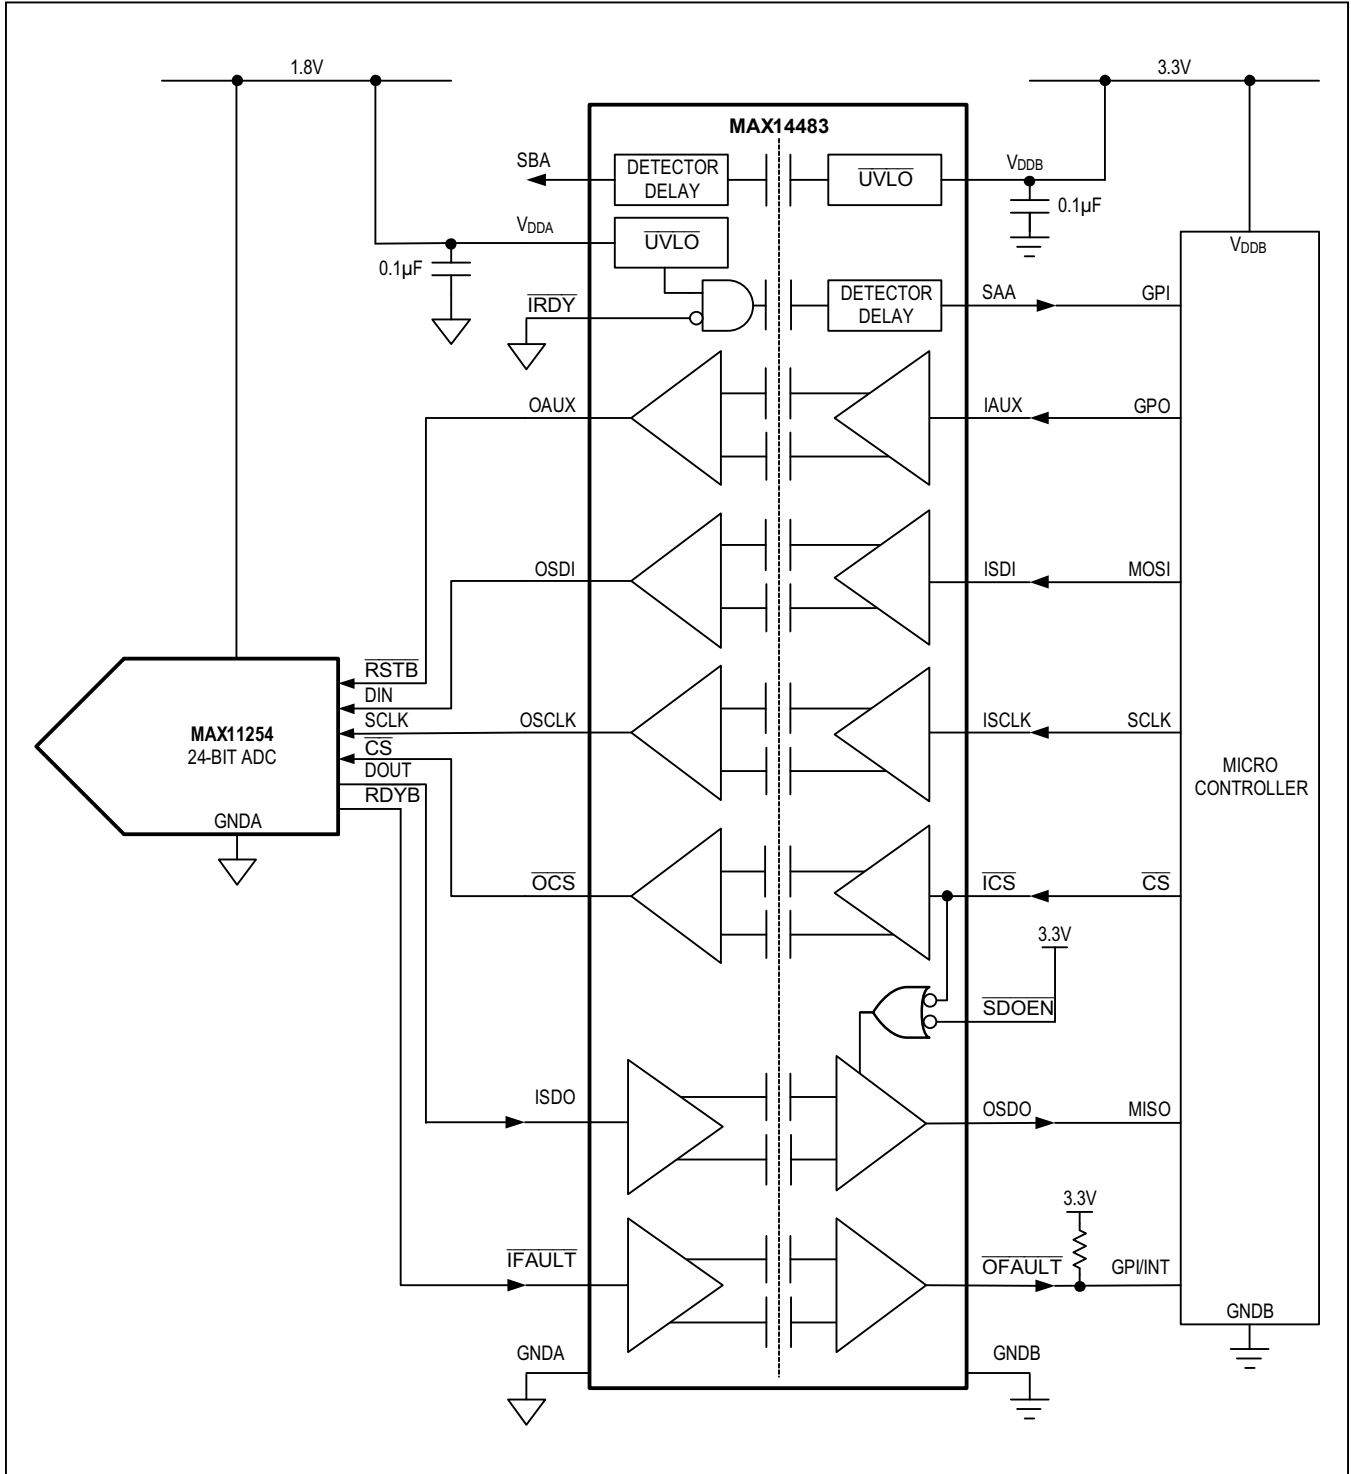 1.8V
3.3V
MAX14483
SBA
DETECTOR
DELAY
UVLO
VDDB
0.1µF
VDDA
UVLO
0.1µF
VDDB
IRDY
DETECTOR
DELAY
SAA
GPI
OAUX
IAUX
GPO
OSDI
ISDI
MOSI
RSTB
DIN
SCLK
CS
DOUT
RDYB
MAX11254
24-BIT ADC
GNDA
OSCLK
ISCLK
SCLK
MICRO
CONTROLLER
OCS
ICS
CS
3.3V
SDOEN
ISDO
OSDO
MISO
3.3V
IFAULT
OFAULT
GPI/INT
GNDB
GNDA
GNDB